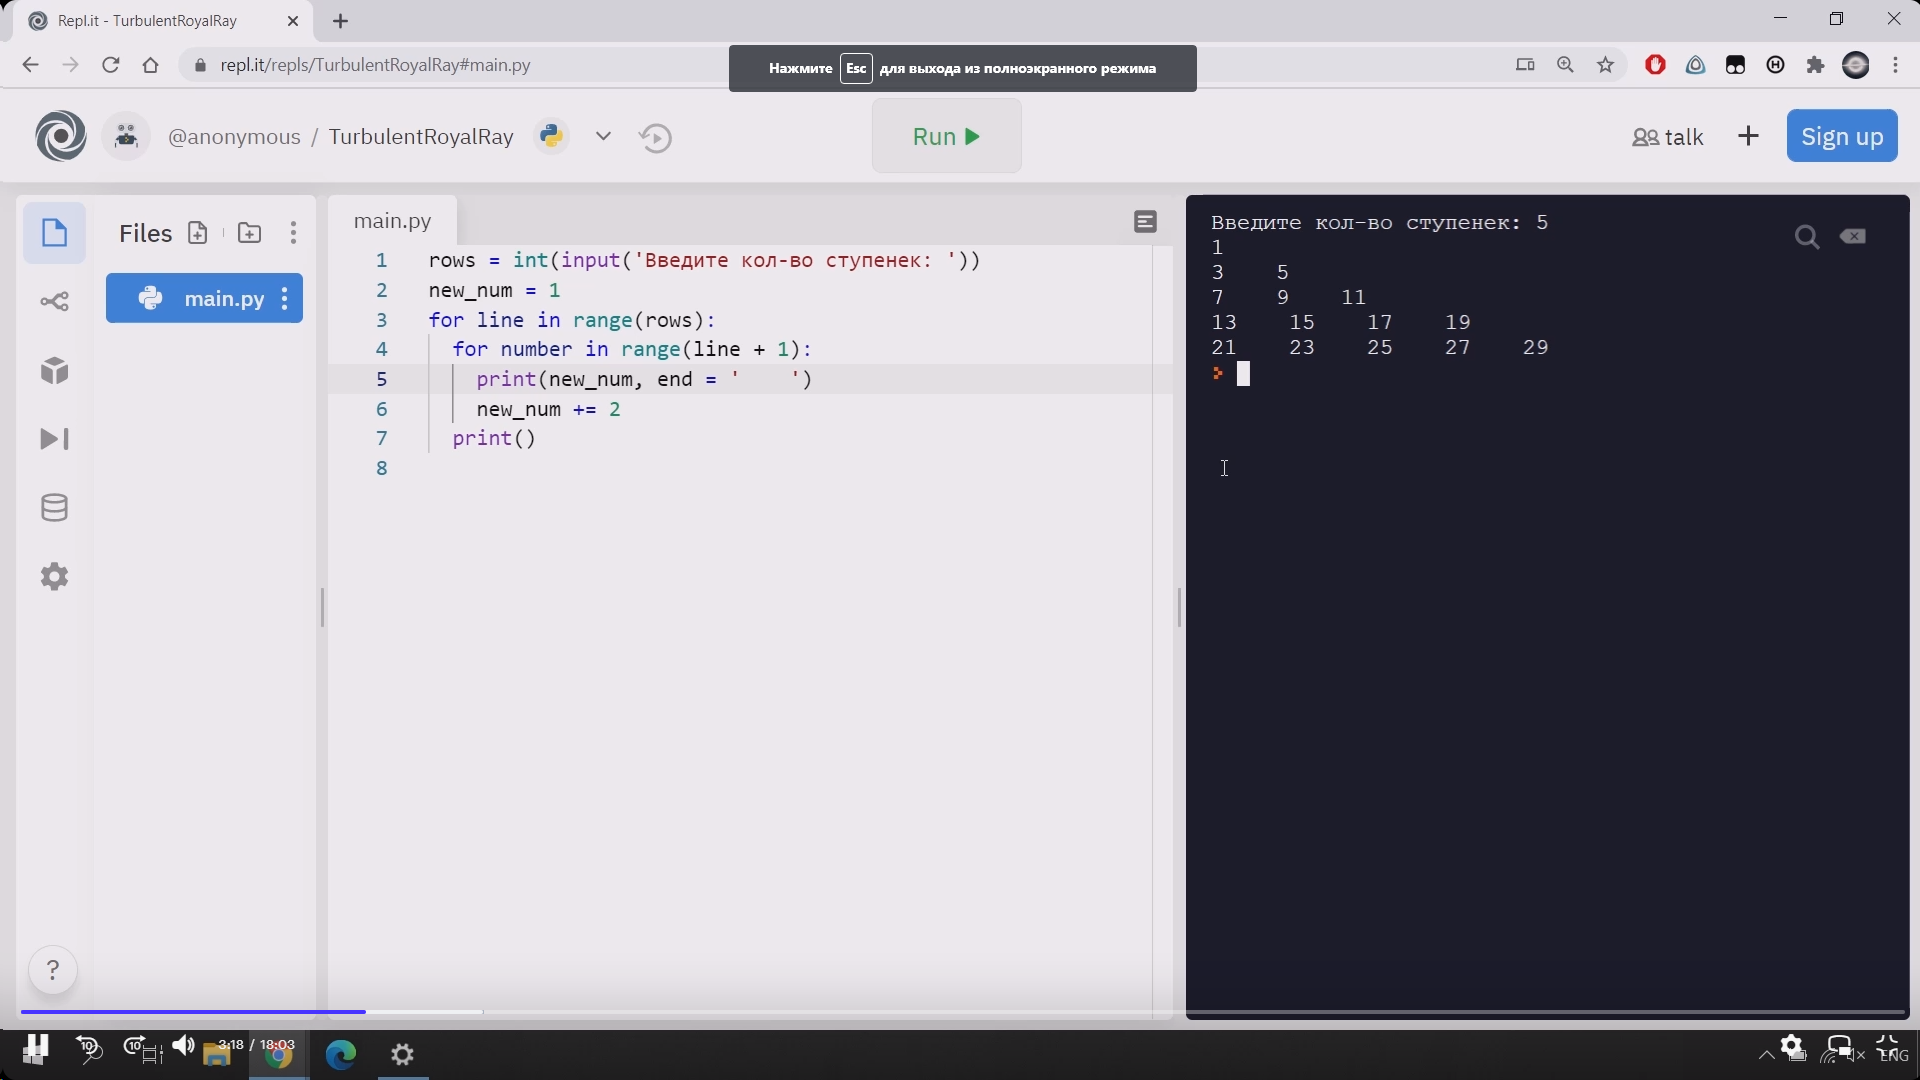 Repl.it - TurbulentRoyalRay
repl.it/repls/TurbulentRoyalRay#main.py
Нажмите Esc для выхода из полноэкранного режима
@anonymous / TurbulentRoyalRay
Run
talk
Sign up
Files
main.py
main.py
1 rows = int(input('Введите кол-во ступенек: '))
2 new_num = 1
3 for line in range(rows):
4 for number in range(line + 1):
5 print(new_num, end = '    ')
6 new_num += 2
7 print()
8
Введите кол-во ступенек: 5
1
3 5
7 9 11
13 15 17 19
21 23 25 27 29
?
10
10
3:18 / 18:03
ENG